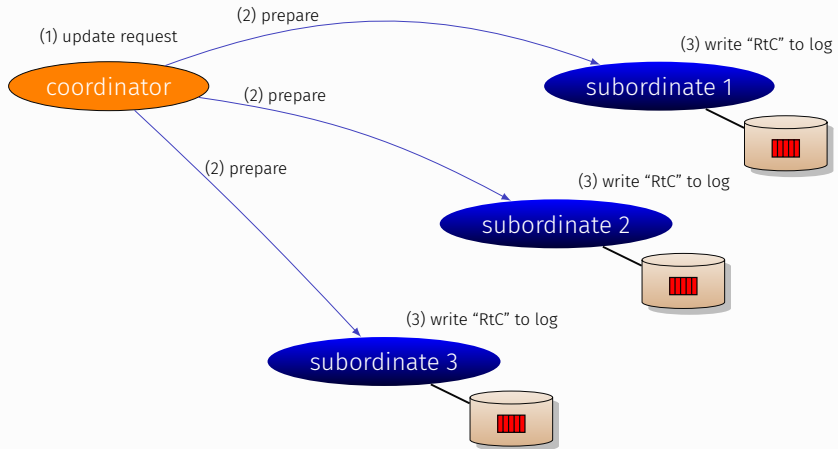 (2) prepare
(1) update request
(3) write “RtC” to log
coordinator
subordinate 1
(2) prepare
(2) prepare
(3) write “RtC” to log
subordinate 2
(3) write “RtC” to log
subordinate 3